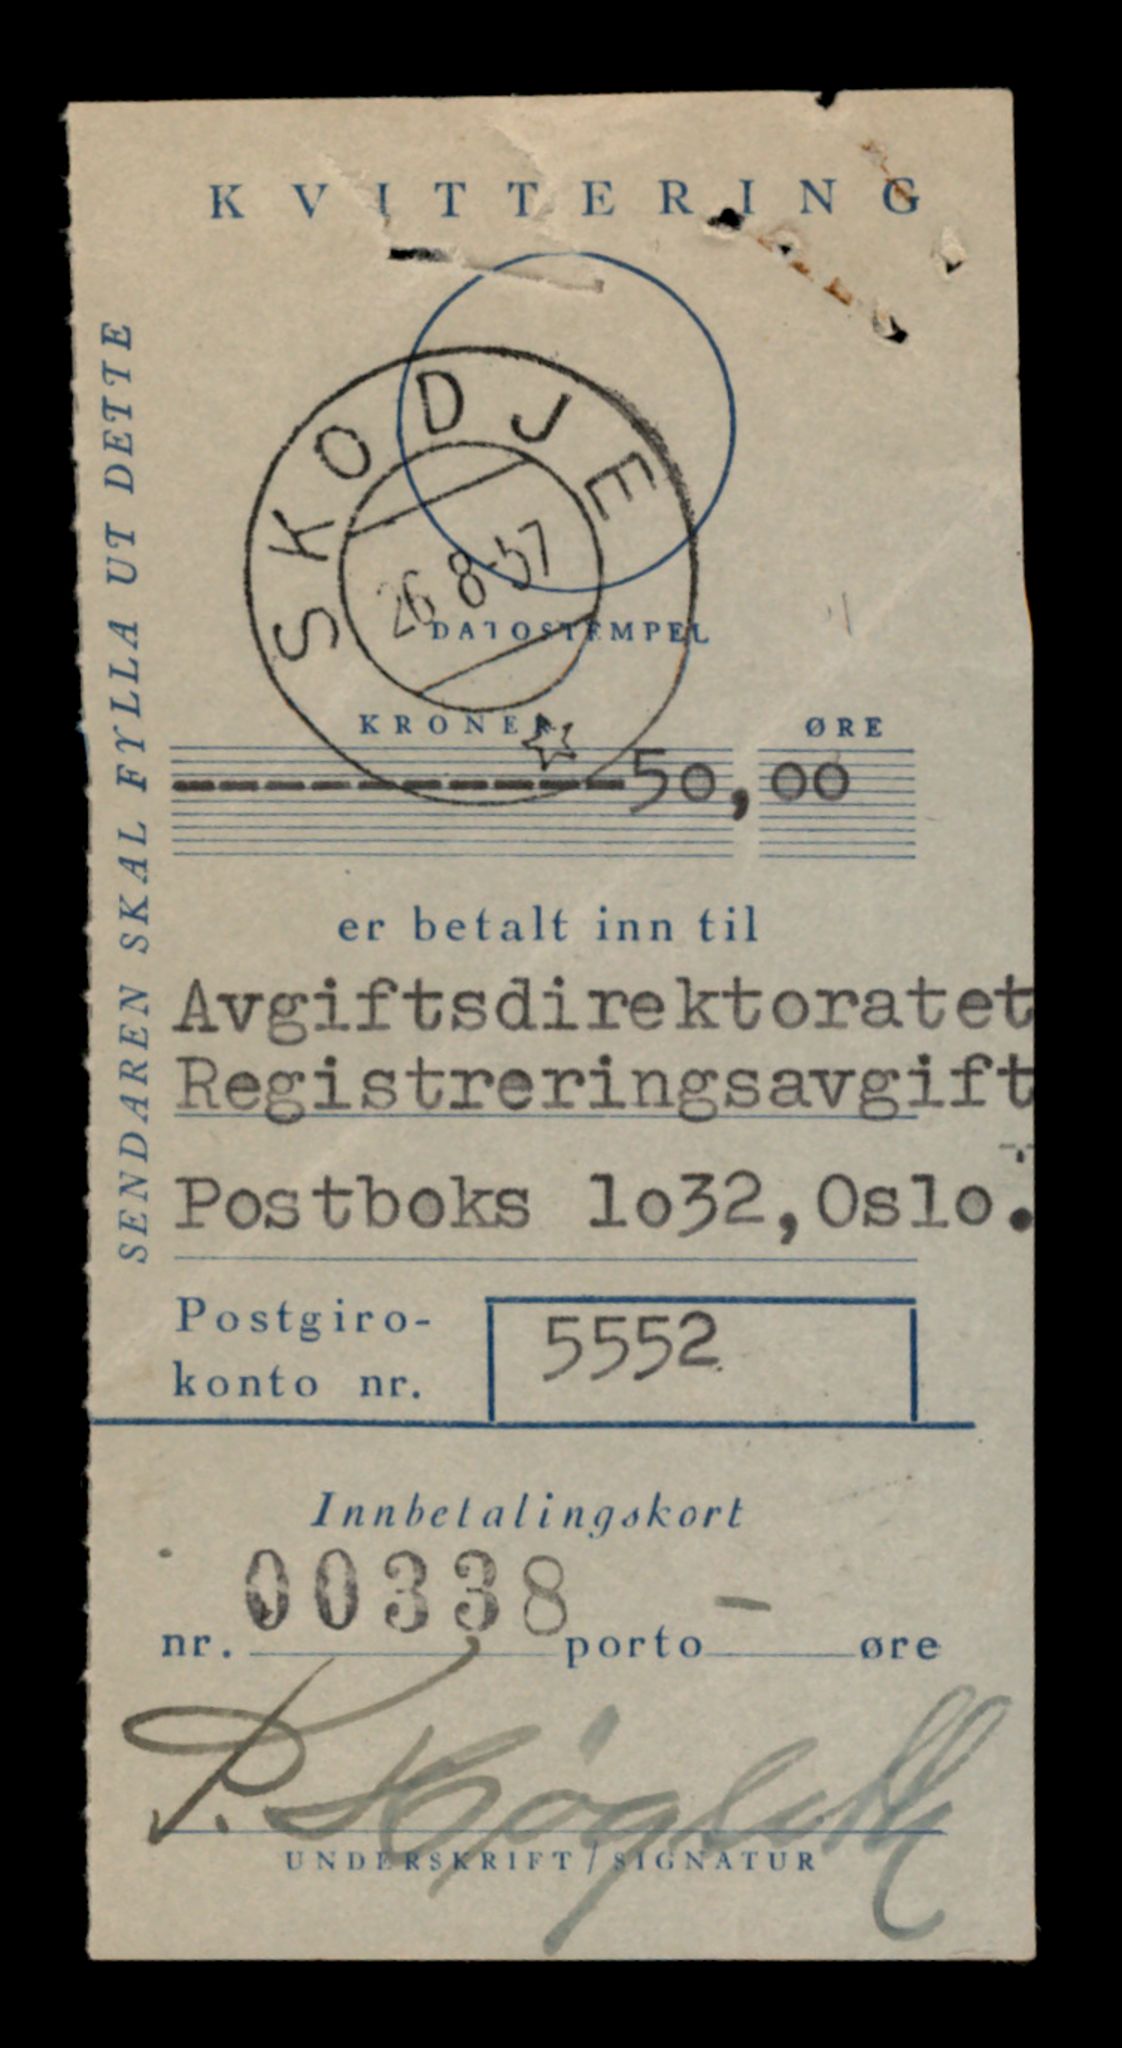 KVITTERING
SENDAREN SKAL FYLLA UT DETTE
SKODJE
26 8-57
DATOSTEMPEL
KRONER ØRE
-----------50,00
er betalt inn til
Avgiftsdirektoratet
Registreringsavgift
Postboks lo32,Oslo.
Postgiro-
konto nr. 5552
Innbetalingskort
nr. 00338 porto - øre
P.
UNDERSKRIFT/SIGNATUR